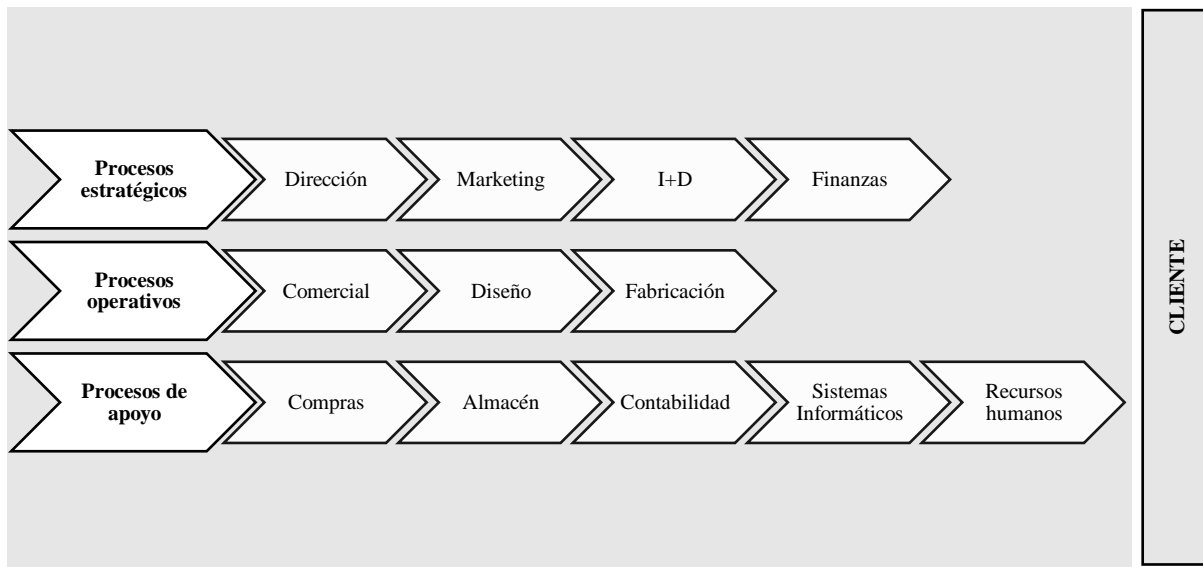 Procesos
estratégicos
Dirección
Marketing
I+D
Finanzas
Procesos
operativos
Comercial
Diseño
Fabricación
Procesos de
apoyo
Compras
Almacén
Contabilidad
Sistemas
Informáticos
Recursos
humanos
CLIENTE